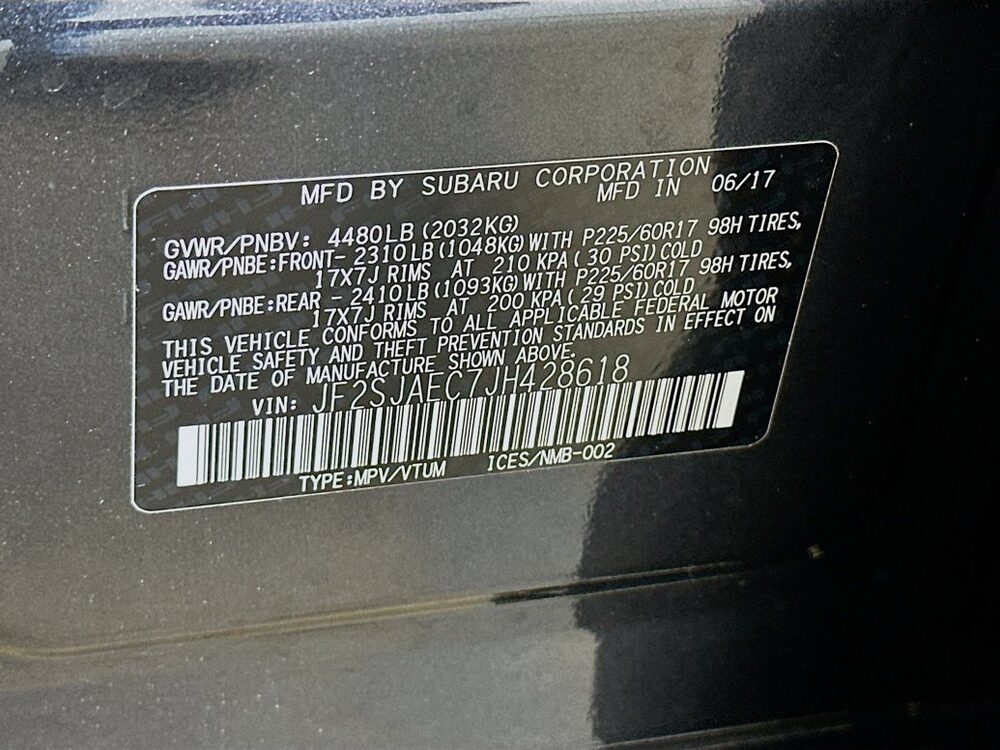 MFD BY SUBARU CORPORATION
MFD IN 06/17
GVWR/PNBV: 4480LB (2032KG)
GAWR/PNBE:FRONT- 2310LB (1048KG) WITH P225/60R17 98H TIRES,
17X7J RIMS AT 210 KPA ( 30 PSI) COLD
GAWR/PNBE:REAR - 2410LB (1093KG) WITH P225/60R17 98H TIRES,
17X7J RIMS AT 200 KPA ( 29 PSI) COLD
THIS VEHICLE CONFORMS TO ALL APPLICABLE FEDERAL MOTOR
VEHICLE SAFETY AND THEFT PREVENTION STANDARDS IN EFFECT ON
THE DATE OF MANUFACTURE SHOWN ABOVE.
VIN: JF2SJAEC7JH428618
TYPE:MPV/VTUM ICES/NMB-002